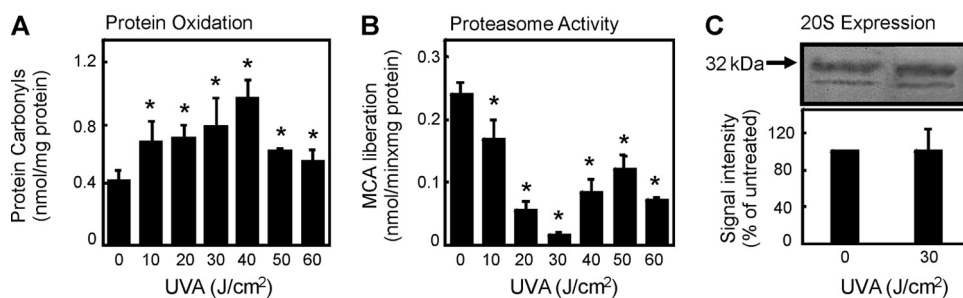 A Protein Oxidation
Protein Carbonyls
(nmol/mg protein)
1.2
0.8
0.4
0
* * * * * *
0 10 20 30 40 50 60
UVA (J/cm²)
B Proteasome Activity
MCA liberation
(nmol/minxmg protein)
0.3
0.2
0.1
0
* * * * * *
0 10 20 30 40 50 60
UVA (J/cm²)
C 20S Expression
32 kDa
Signal intensity
(% of untreated)
120
80
40
0
0 30
UVA (J/cm²)